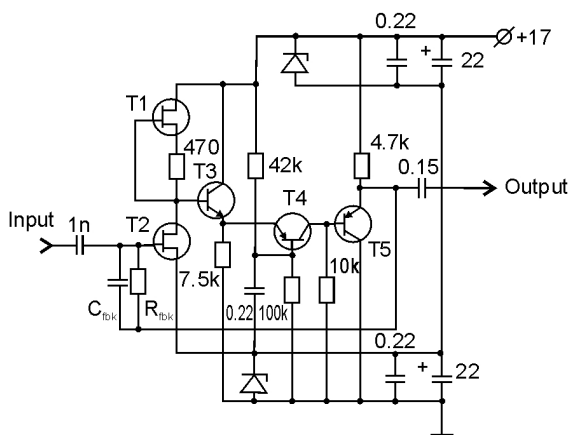 0.22
+17
+
22
T1
470
T3
42k
4.7k
0.15
T4
Output
Input
1n
T2
T5
7.5k
10k
C fbk
R fbk
0.22
100k
0.22
+
22